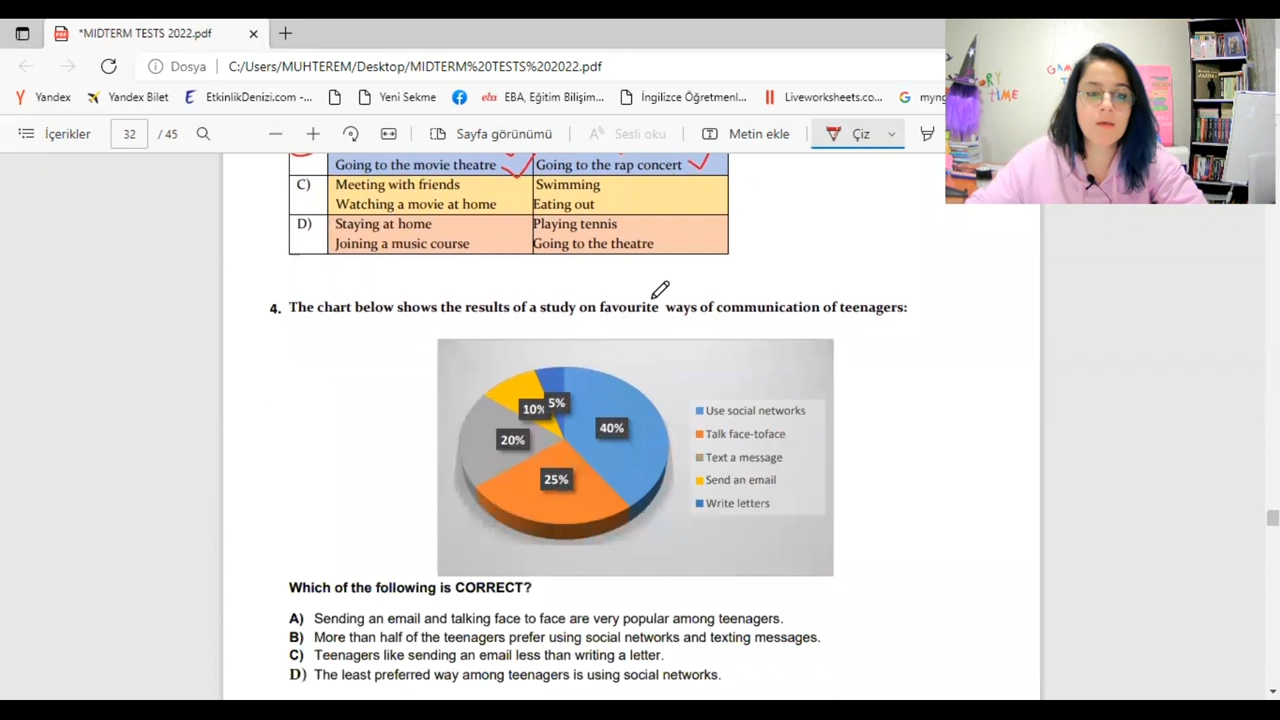 *MIDTERM TESTS 2022.pdf
Dosya
C:/Users/MUHTEREM/Desktop/MIDTERM%20TESTS%202022.pdf
Yandex
Yandex Bilet
EtkinlikDenizi.com -...
Yeni Sekme
eba
EBA, Eğitim Bilişim...
İngilizce Öğretmenl...
Liveworksheets.co...
myng
İçerikler
32 / 45
Sayfa görünümü
Sesli oku
Metin ekle
Çiz
Going to the movie theatre
Going to the rap concert
C) Meeting with friends Swimming
Watching a movie at home Eating out
D) Staying at home Playing tennis
Joining a music course Going to the theatre
4. The chart below shows the results of a study on favourite ways of communication of teenagers:
5%
10%
40%
20%
25%
Use social networks
Talk face-toface
Text a message
Send an email
Write letters
Which of the following is CORRECT?
A) Sending an email and talking face to face are very popular among teenagers.
B) More than half of the teenagers prefer using social networks and texting messages.
C) Teenagers like sending an email less than writing a letter.
D) The least preferred way among teenagers is using social networks.
TIME